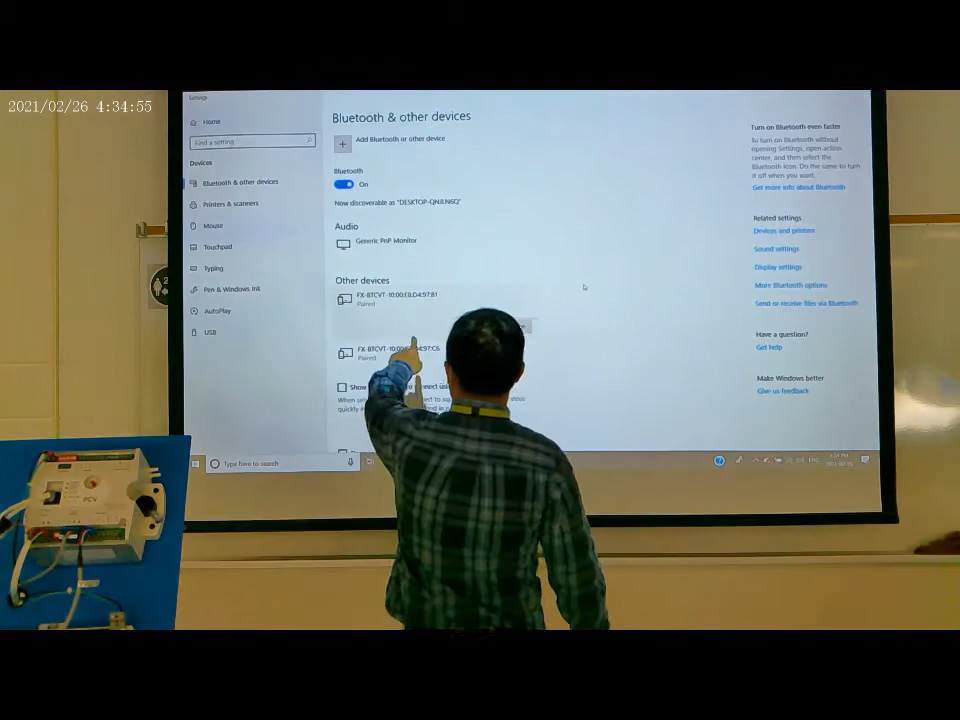 2021/02/26 4:34:55
Settings
Home
Find a setting
Devices
Bluetooth & other devices
Printers & scanners
Mouse
Touchpad
Typing
Pen & Windows Ink
AutoPlay
USB
Bluetooth & other devices
Add Bluetooth or other device
Bluetooth
On
Now discoverable as "DESKTOP-QNJLN6Q"
Audio
Generic PnP Monitor
Other devices
FX-BTCVT-10:00:E8:D4:97:B1
Paired
Paired
Show
When
quickly
Turn on Bluetooth even faster
To turn on Bluetooth without
opening Settings, open action
center, and then select the
Bluetooth icon. Do the same to turn
it off when you want.
Get more info about Bluetooth
Related settings
Devices and printers
Sound settings
Display settings
More Bluetooth options
Send or receive files via Bluetooth
Have a question?
Get help
Make Windows better
Give us feedback
Type here to search
PCV